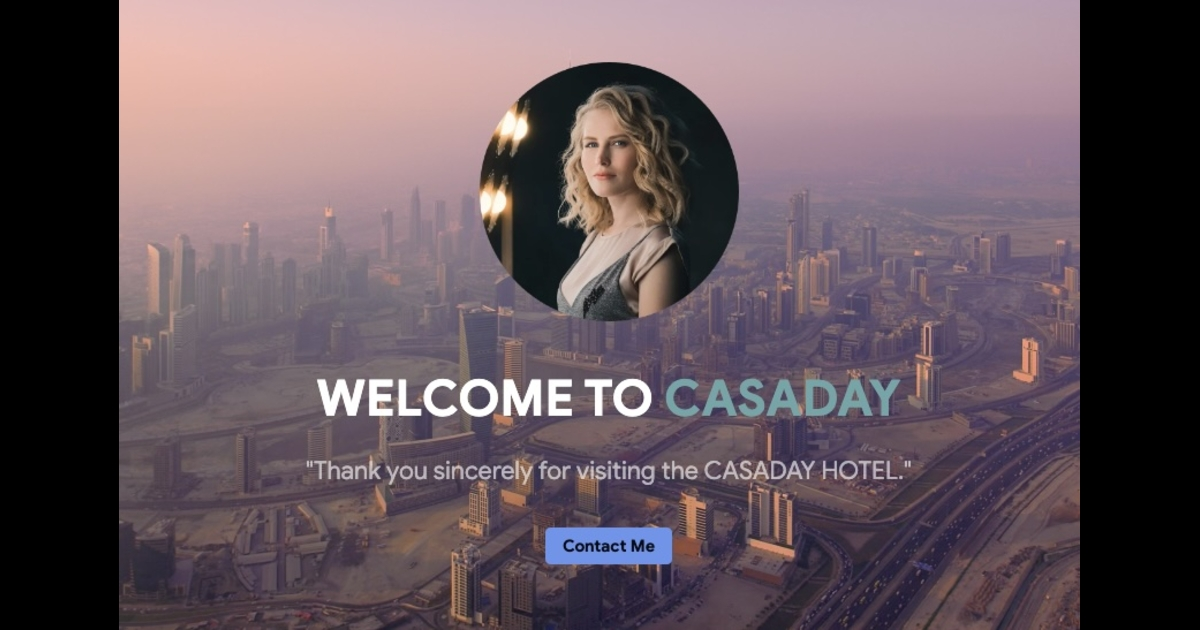 WELCOME TO CASADAY
"Thank you sincerely for visiting the CASADAY HOTEL."
Contact Me